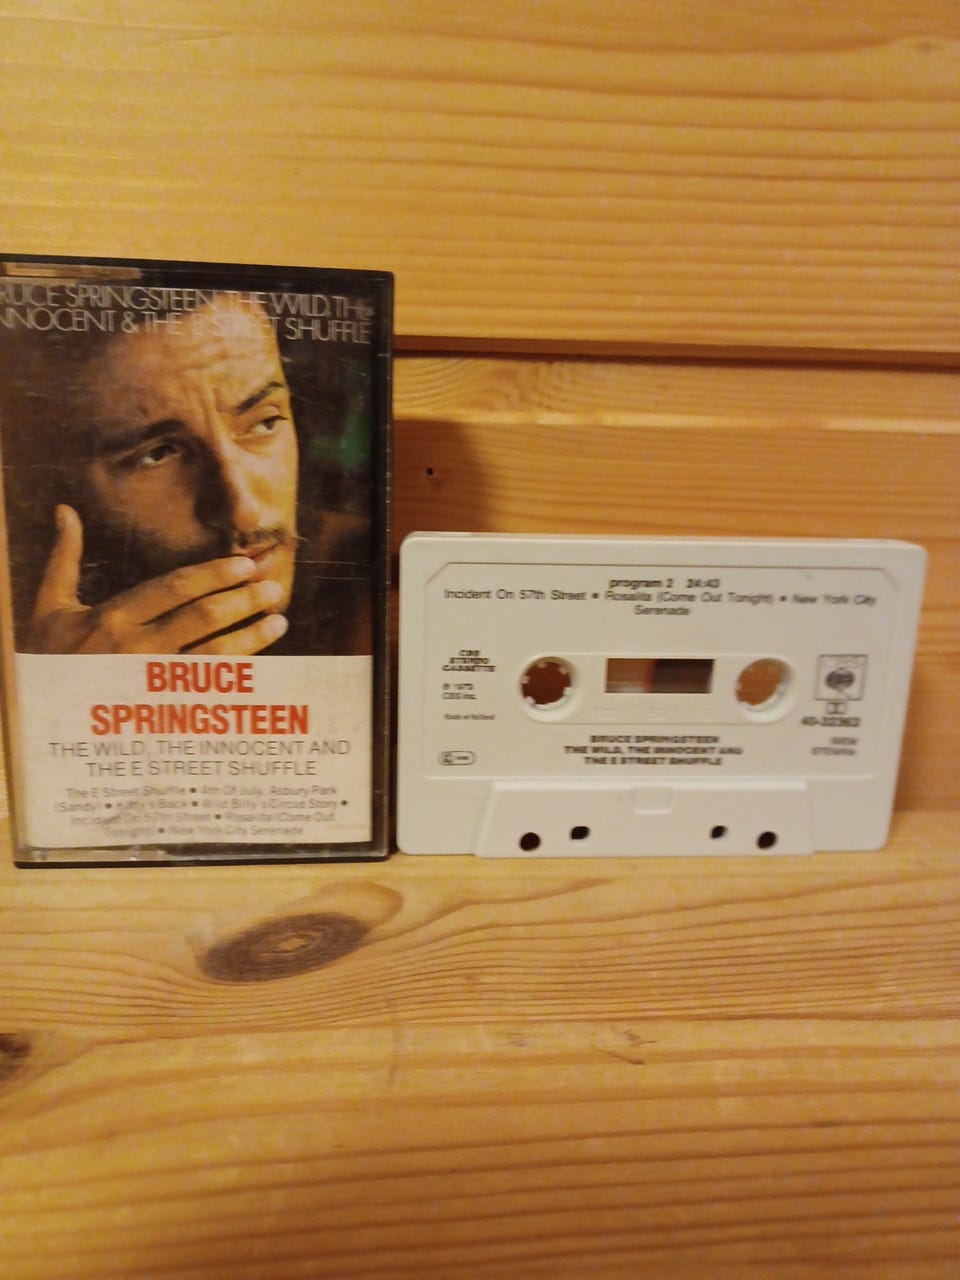 BRUCE SPRINGSTEEN THE WILD, THE
INNOCENT & THE E STREET SHUFFLE
BRUCE
SPRINGSTEEN
THE WILD, THE INNOCENT AND
THE E STREET SHUFFLE
The E Street Shuffle • 4th Of July, Asbury Park
(Sandy) • Kitty's Back • Wild Billy's Circus Story •
Incident On 57th Street • Rosalita (Come Out
Tonight) • New York City Serenade
program 2 24:43
Incident On 57th Street • Rosalita (Come Out Tonight) • New York City
Serenade
CBS
STEREO
CASSETTE
℗ 1973
CBS Inc.
Made in Holland
40-32363
STEMRA
BRUCE SPRINGSTEEN
THE WILD, THE INNOCENT AND
THE E STREET SHUFFLE